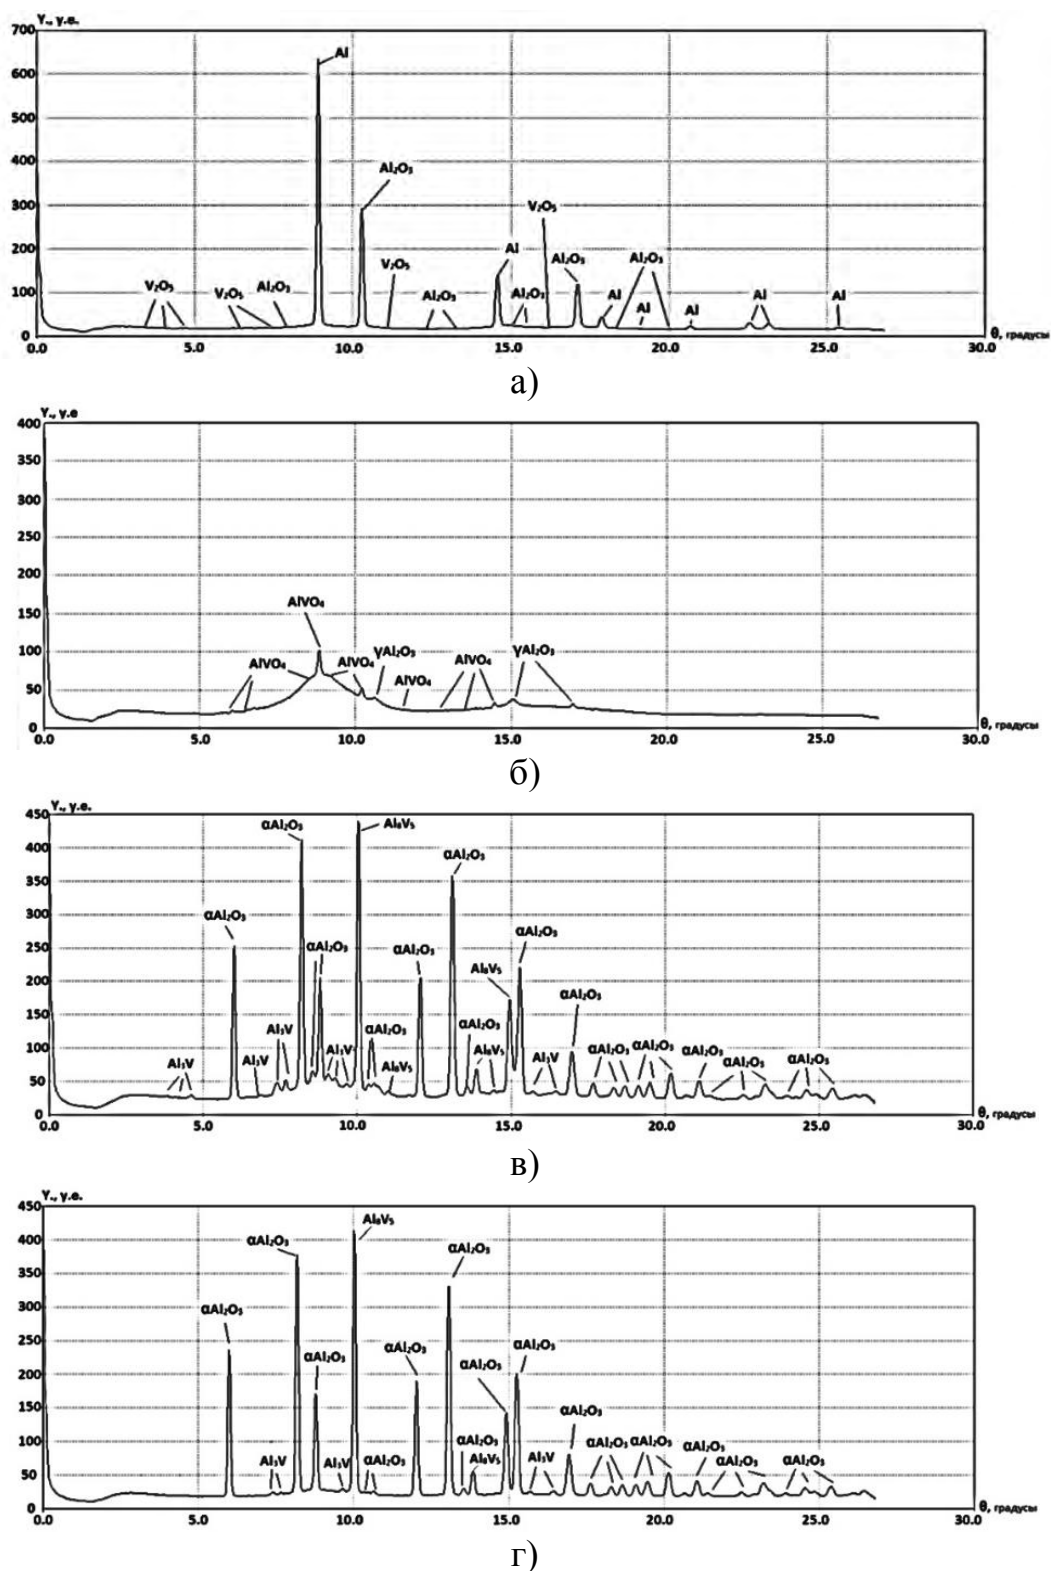 Y., у.е.
700
Al
600
500
400
Al₂O₃
300
V₂O₅
200
Al
Al₂O₃
Al₂O₃
V₂O₅
V₂O₅
V₂O₅
Al₂O₃
Al₂O₃
Al₂O₃
Al
Al
Al
Al
Al
100
0
θ, градусы
0.0 5.0 10.0 15.0 20.0 25.0 30.0
а)
Y., у.е
400
350
300
250
200
AlVO₄
150
100
γAl₂O₃
γAl₂O₃
AlVO₄
AlVO₄
AlVO₄
AlVO₄
50
0
θ, градусы
0.0 5.0 10.0 15.0 20.0 25.0 30.0
б)
Y., у.е.
450
αAl₂O₃
Al₈V₅
400
αAl₂O₃
350
300
αAl₂O₃
αAl₂O₃
αAl₂O₃
αAl₂O₃
250
Al₈V₅
200
αAl₂O₃
150
Al₃V
αAl₂O₃
αAl₂O₃
100
Al₃V
Al₃V
Al₃V
Al₈V₅
Al₈V₅
Al₃V
αAl₂O₃
αAl₂O₃
αAl₂O₃
αAl₂O₃
αAl₂O₃
50
0
θ, градусы
0.0 5.0 10.0 15.0 20.0 25.0 30.0
в)
Y., у.е.
450
αAl₂O₃
Al₈V₅
400
αAl₂O₃
350
300
αAl₂O₃
250
αAl₂O₃
αAl₂O₃
αAl₂O₃
αAl₂O₃
200
150
αAl₂O₃
100
Al₃V
Al₃V
αAl₂O₃
αAl₂O₃
Al₈V₅
Al₃V
αAl₂O₃
αAl₂O₃
αAl₂O₃
αAl₂O₃
αAl₂O₃
50
0
θ, градусы
0.0 5.0 10.0 15.0 20.0 25.0 30.0
г)